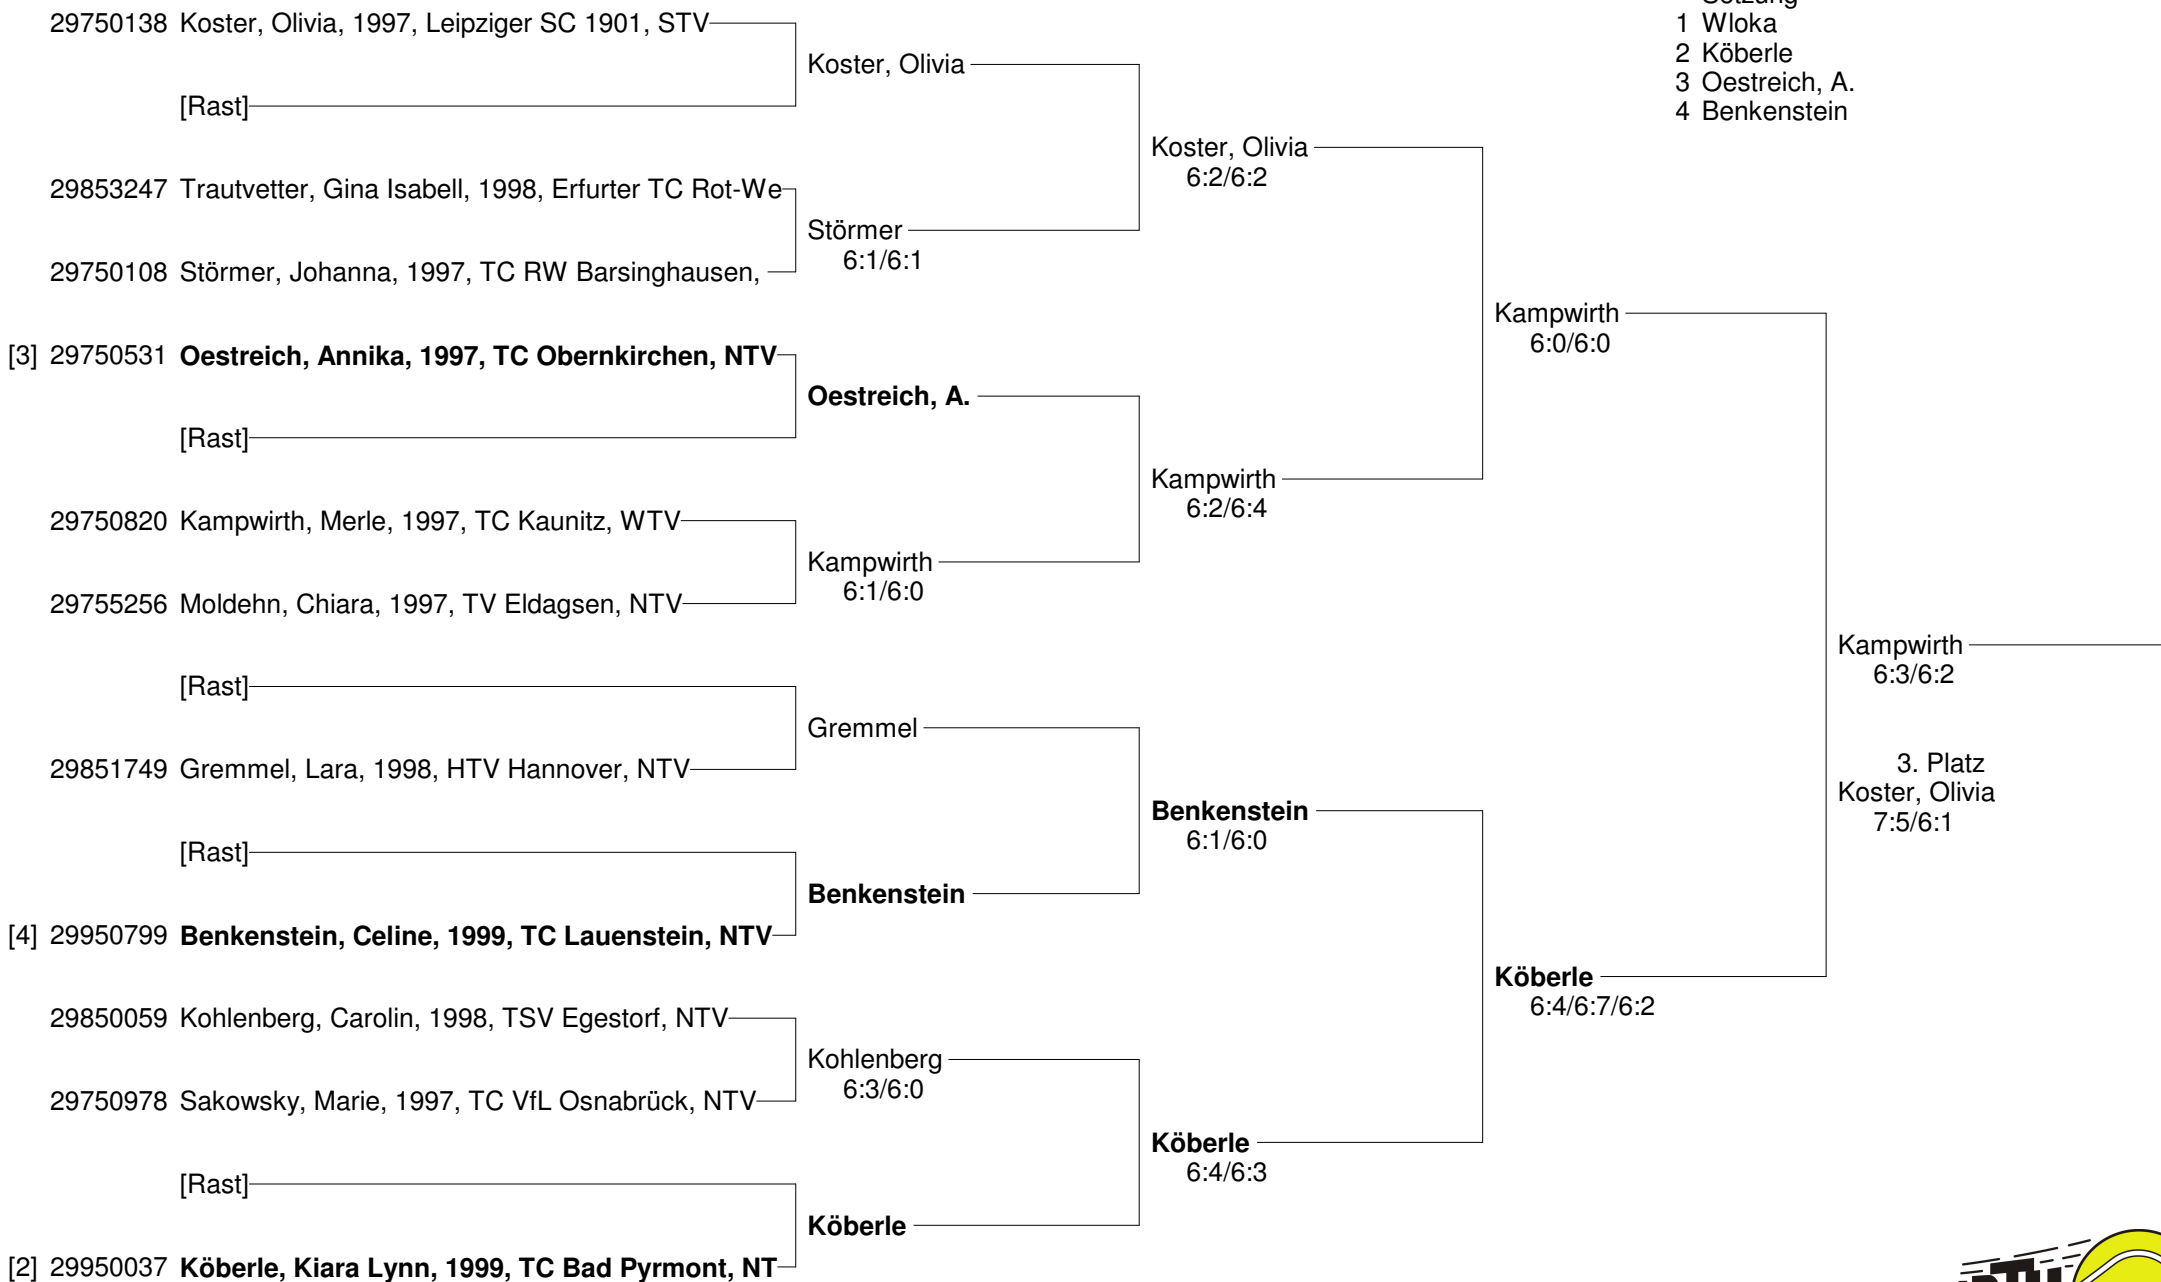 Setzung
1 Wloka
2 Köberle
3 Oestreich, A.
4 Benkenstein
29750138 Koster, Olivia, 1997, Leipziger SC 1901, STV
Koster, Olivia
[Rast]
Koster, Olivia
6:2/6:2
29853247 Trautvetter, Gina Isabell, 1998, Erfurter TC Rot-We
Störmer
6:1/6:1
29750108 Störmer, Johanna, 1997, TC RW Barsinghausen,
Kampwirth
6:0/6:0
[3] 29750531 Oestreich, Annika, 1997, TC Obernkirchen, NTV
Oestreich, A.
[Rast]
Kampwirth
6:2/6:4
29750820 Kampwirth, Merle, 1997, TC Kaunitz, WTV
Kampwirth
6:1/6:0
29755256 Moldehn, Chiara, 1997, TV Eldagsen, NTV
Kampwirth
6:3/6:2
[Rast]
Gremmel
29851749 Gremmel, Lara, 1998, HTV Hannover, NTV
3. Platz
Koster, Olivia
7:5/6:1
Benkenstein
6:1/6:0
[Rast]
Benkenstein
[4] 29950799 Benkenstein, Celine, 1999, TC Lauenstein, NTV
Köberle
6:4/6:7/6:2
29850059 Kohlenberg, Carolin, 1998, TSV Egestorf, NTV
Kohlenberg
6:3/6:0
29750978 Sakowsky, Marie, 1997, TC VfL Osnabrück, NTV
Köberle
6:4/6:3
[Rast]
Köberle
[2] 29950037 Köberle, Kiara Lynn, 1999, TC Bad Pyrmont, NT